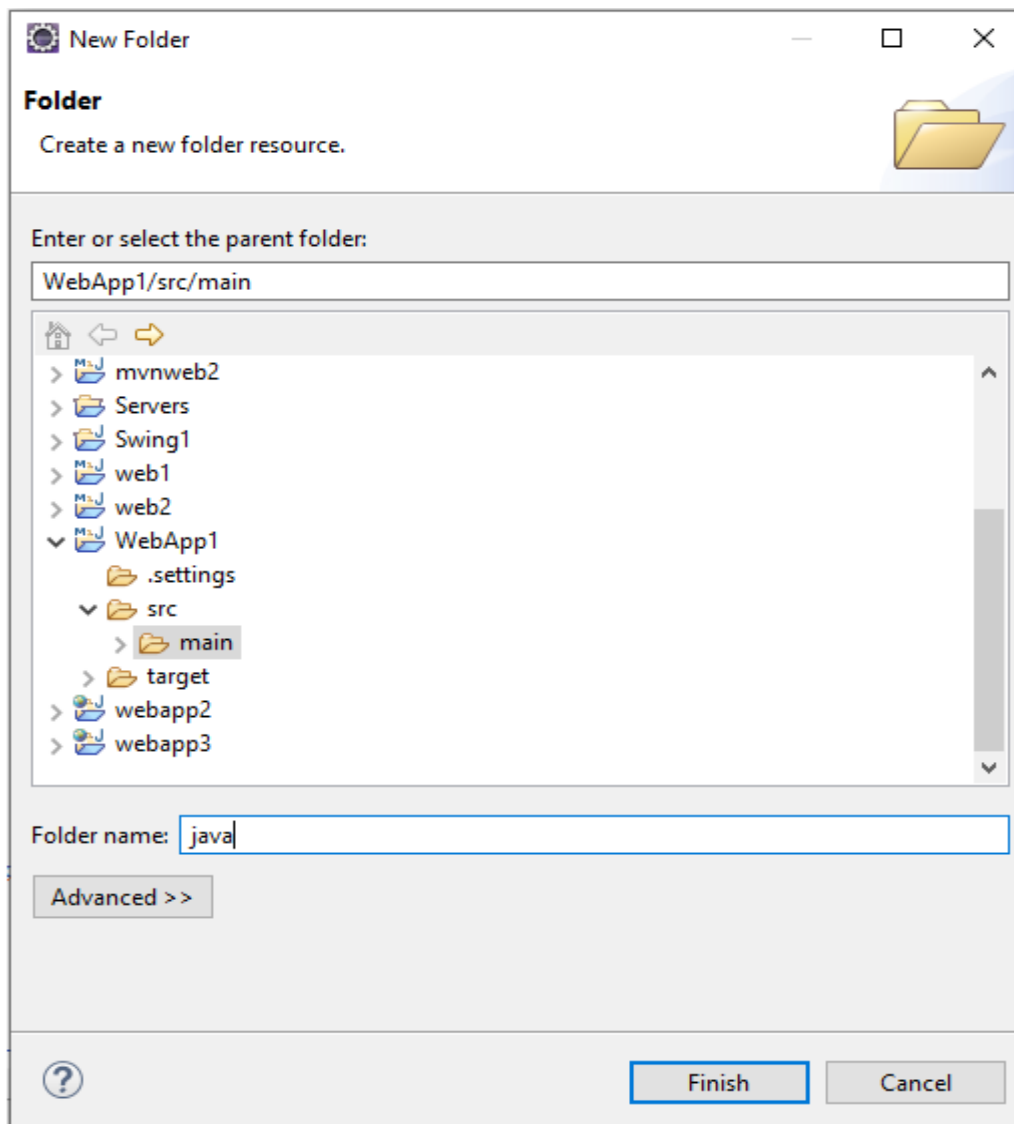 New Folder
Folder
Create a new folder resource.
Enter or select the parent folder:
WebApp1/src/main
mvnweb2
Servers
Swing1
web1
web2
WebApp1
.settings
src
main
target
webapp2
webapp3
Folder name: java
Advanced >>
Finish Cancel